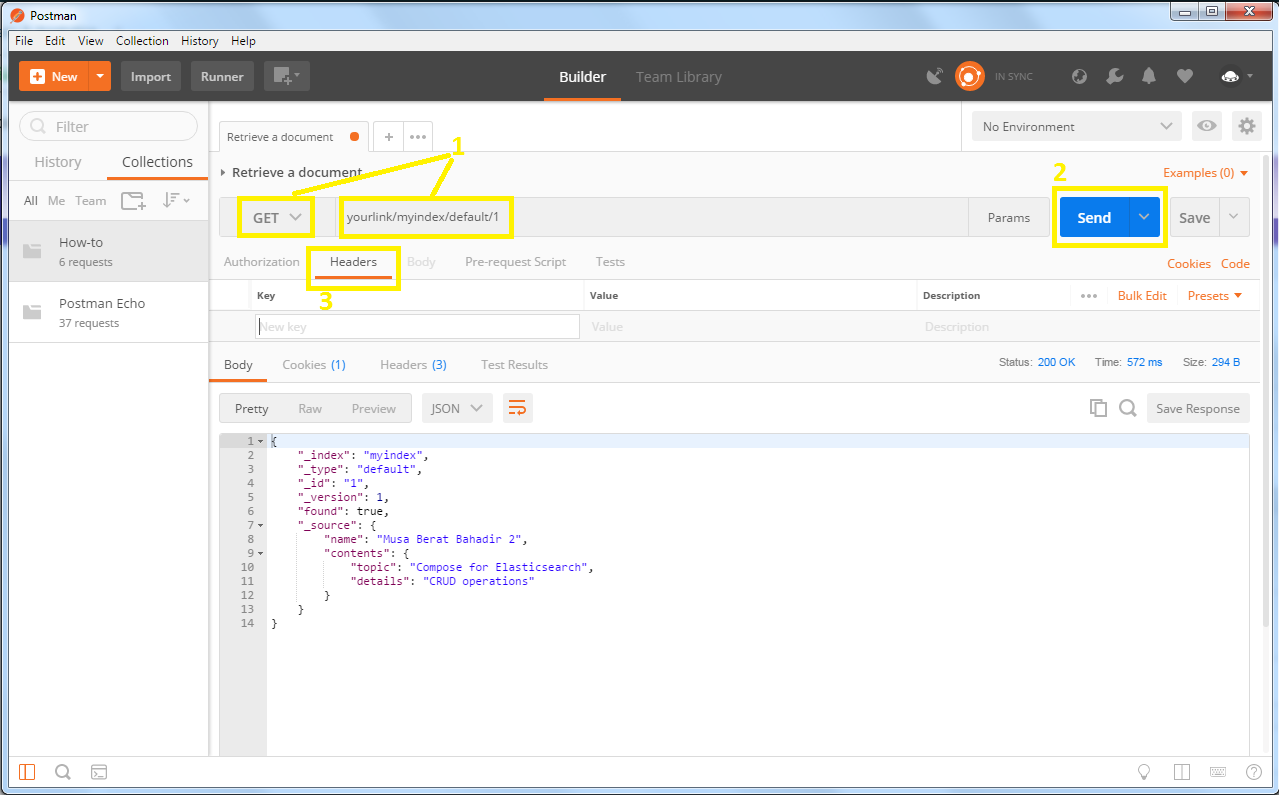 Postman
File Edit View Collection History Help
New Import Runner Builder Team Library IN SYNC
Filter
History Collections
All Me Team
How-to
6 requests
Postman Echo
37 requests
Retrieve a document + ••• No Environment
1
Retrieve a document Examples (0)
2
GET yourlink/myindex/default/1 Params Send Save
Authorization Headers Body Pre-request Script Tests Cookies Code
3
Key Value Description ••• Bulk Edit Presets
New key Value Description
Body Cookies (1) Headers (3) Test Results Status: 200 OK Time: 572 ms Size: 294 B
Pretty Raw Preview JSON Save Response
1 {
2 "_index": "myindex",
3 "_type": "default",
4 "_id": "1",
5 "_version": 1,
6 "found": true,
7 "_source": {
8 "name": "Musa Berat Bahadir 2",
9 "contents": {
10 "topic": "Compose for Elasticsearch",
11 "details": "CRUD operations"
12 }
13 }
14 }